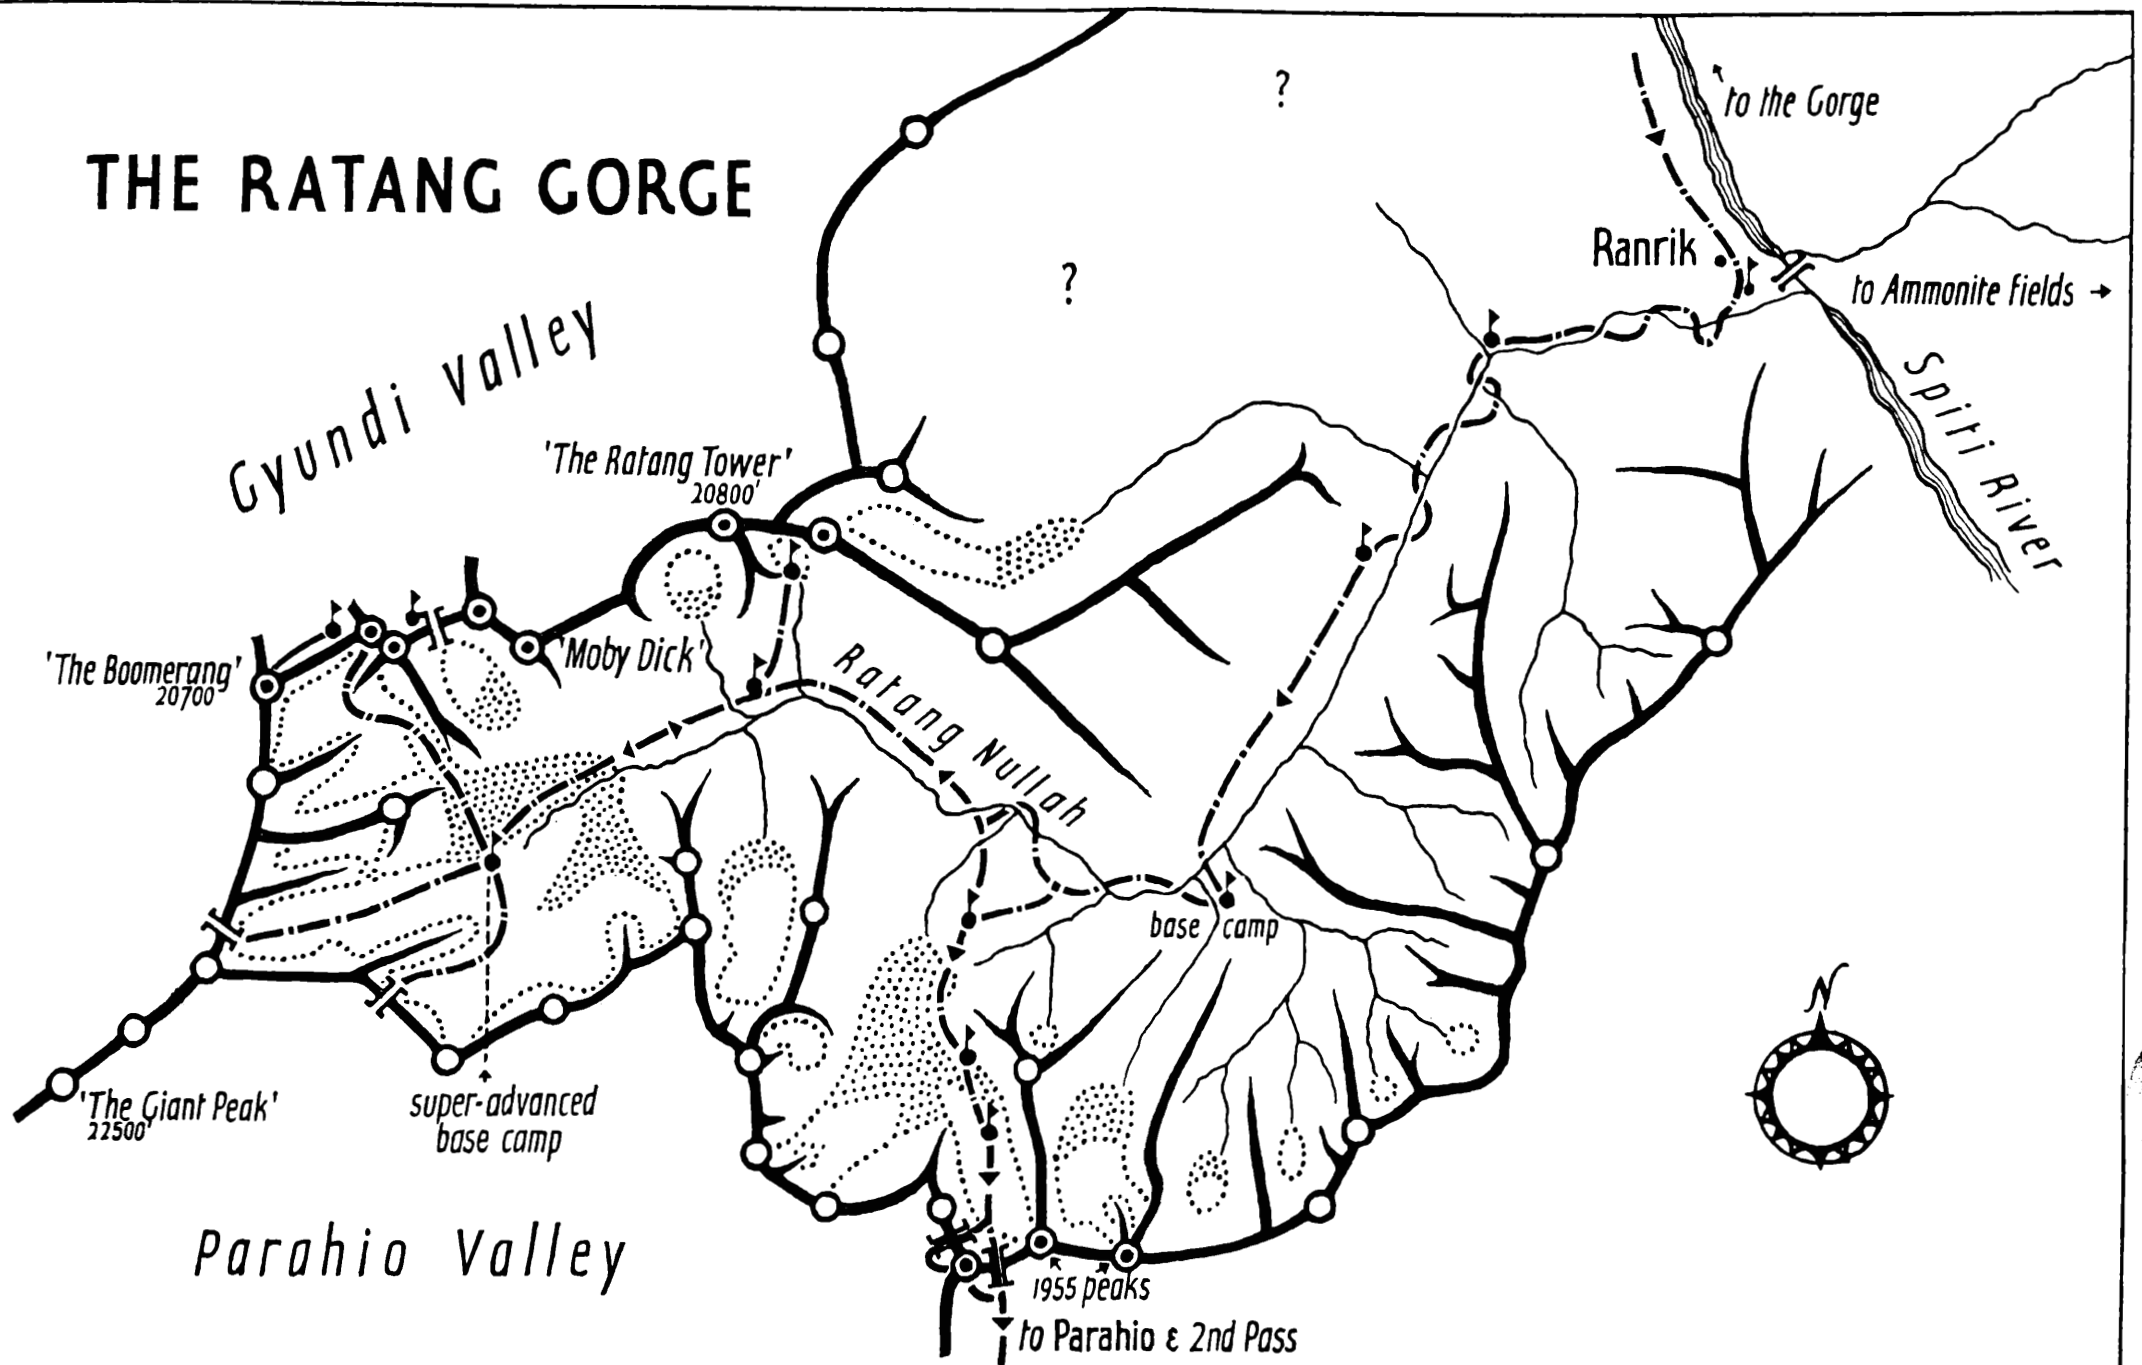 THE RATANG GORGE
?
?
to the Gorge
Ranrik
to Ammonite fields
Spiti River
Gyundi Valley
'The Ratang Tower'
20800'
'The Boomerang'
20700
'Moby Dick'
Ratang Nullah
base camp
N
'The Giant Peak'
22500'
super-advanced
base camp
Parahio Valley
1955 peaks
to Parahio & 2nd Pass